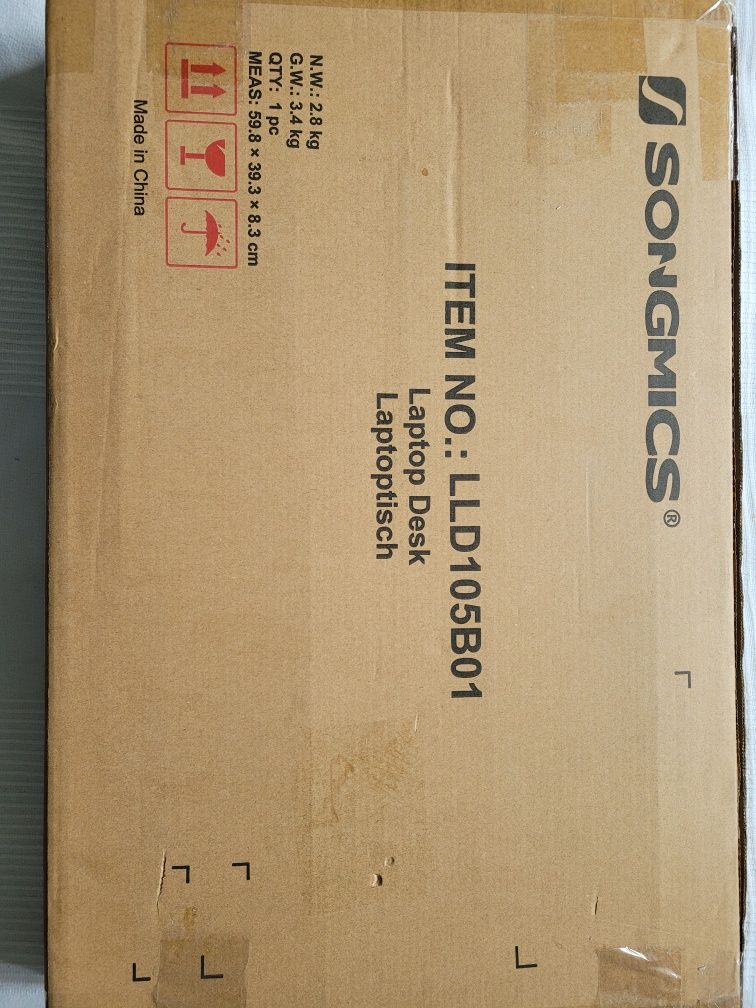 SONGMICS®
ITEM NO.: LLD105B01
Laptop Desk
Laptoptisch
N.W.: 2.8 kg
G.W.: 3.4 kg
QTY: 1 pc
MEAS: 59.8 × 39.3 × 8.3 cm
Made in China